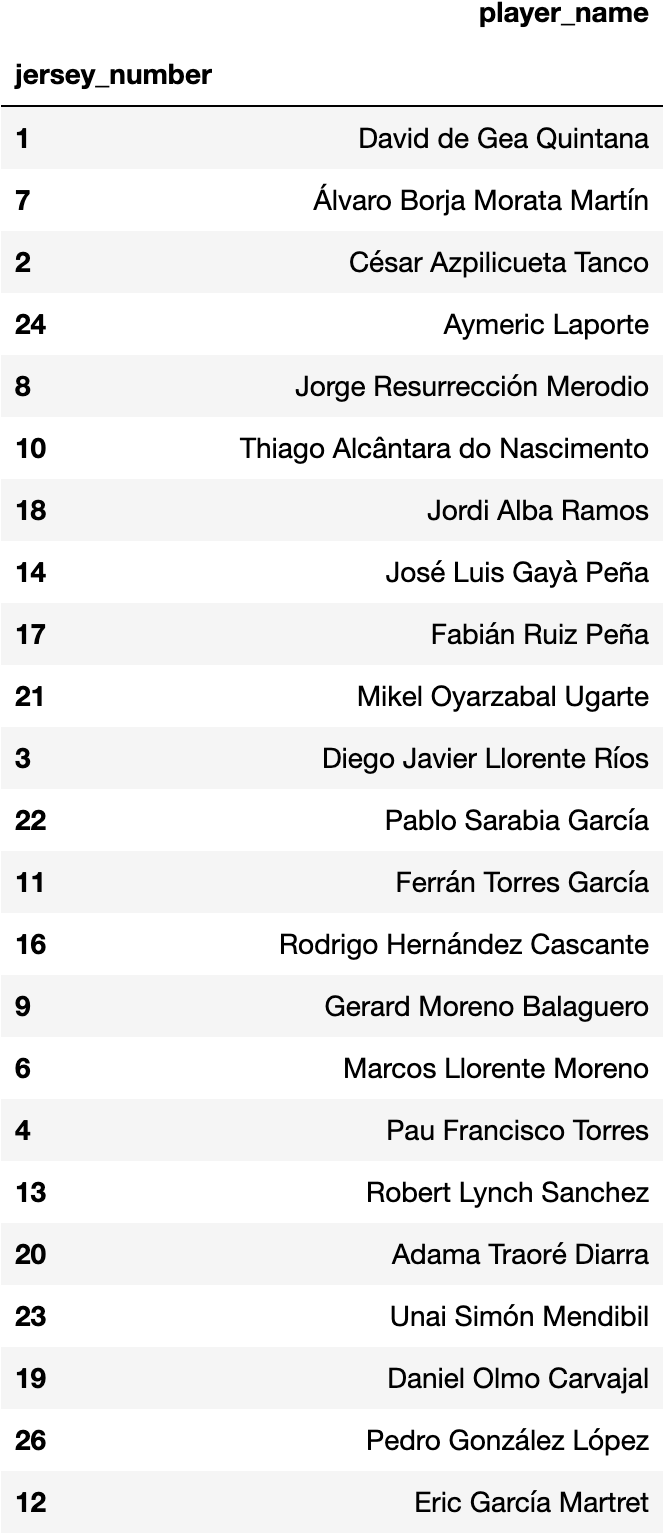 player_name
jersey_number
1 David de Gea Quintana
7 Álvaro Borja Morata Martín
2 César Azpilicueta Tanco
24 Aymeric Laporte
8 Jorge Resurrección Merodio
10 Thiago Alcântara do Nascimento
18 Jordi Alba Ramos
14 José Luis Gayà Peña
17 Fabián Ruiz Peña
21 Mikel Oyarzabal Ugarte
3 Diego Javier Llorente Ríos
22 Pablo Sarabia García
11 Ferrán Torres García
16 Rodrigo Hernández Cascante
9 Gerard Moreno Balaguero
6 Marcos Llorente Moreno
4 Pau Francisco Torres
13 Robert Lynch Sanchez
20 Adama Traoré Diarra
23 Unai Simón Mendibil
19 Daniel Olmo Carvajal
26 Pedro González López
12 Eric García Martret